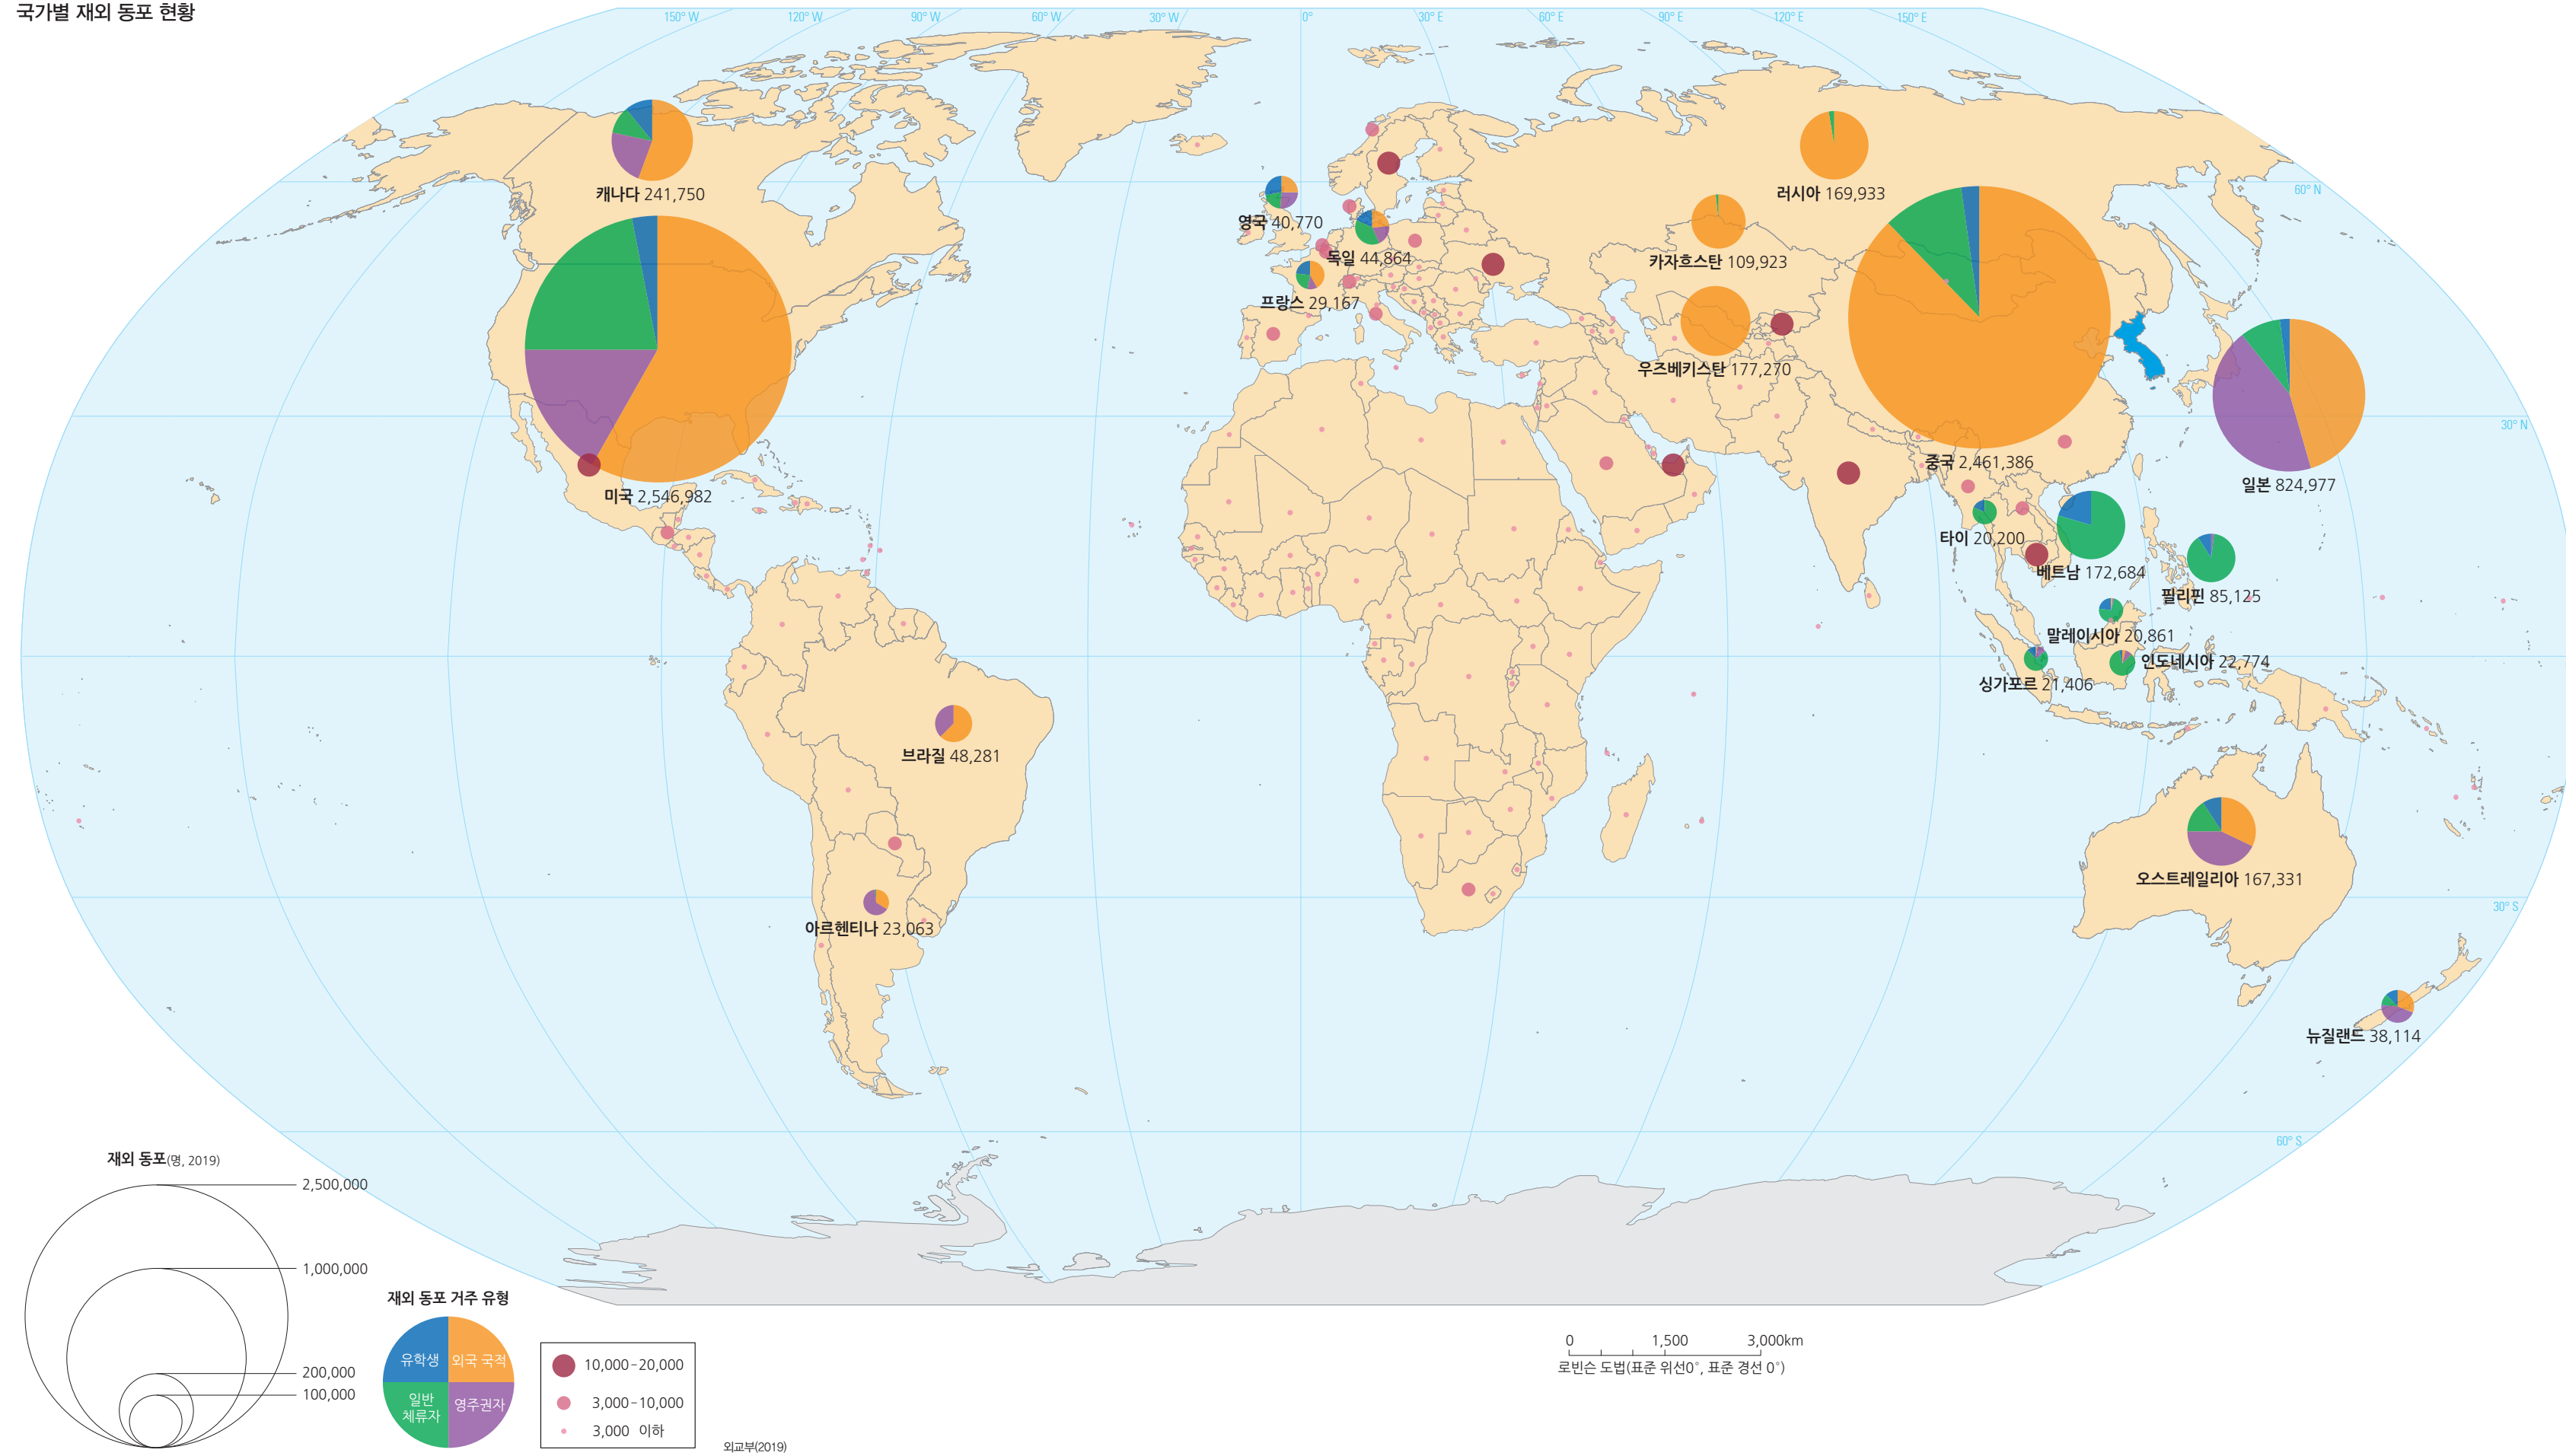 국가별 재외 동포 현황
150° W
120° W
90° W
60° W
30° W
0°
30° E
60° E
90° E
120° E
150° E
60° N
30° N
30° S
60° S
캐나다 241,750
미국 2,546,982
영국 40,770
독일 44,864
프랑스 29,167
러시아 169,933
카자흐스탄 109,923
우즈베키스탄 177,270
중국 2,461,386
일본 824,977
타이 20,200
베트남 172,684
필리핀 85,125
말레이시아 20,861
인도네시아 22,774
싱가포르 21,406
브라질 48,281
아르헨티나 23,063
오스트레일리아 167,331
뉴질랜드 38,114
재외 동포(명, 2019)
2,500,000
1,000,000
200,000
100,000
재외 동포 거주 유형
유학생
외국 국적
일반
체류자
영주권자
10,000-20,000
3,000-10,000
3,000 이하
외교부(2019)
0 1,500 3,000km
로빈슨 도법(표준 위선0°, 표준 경선 0°)